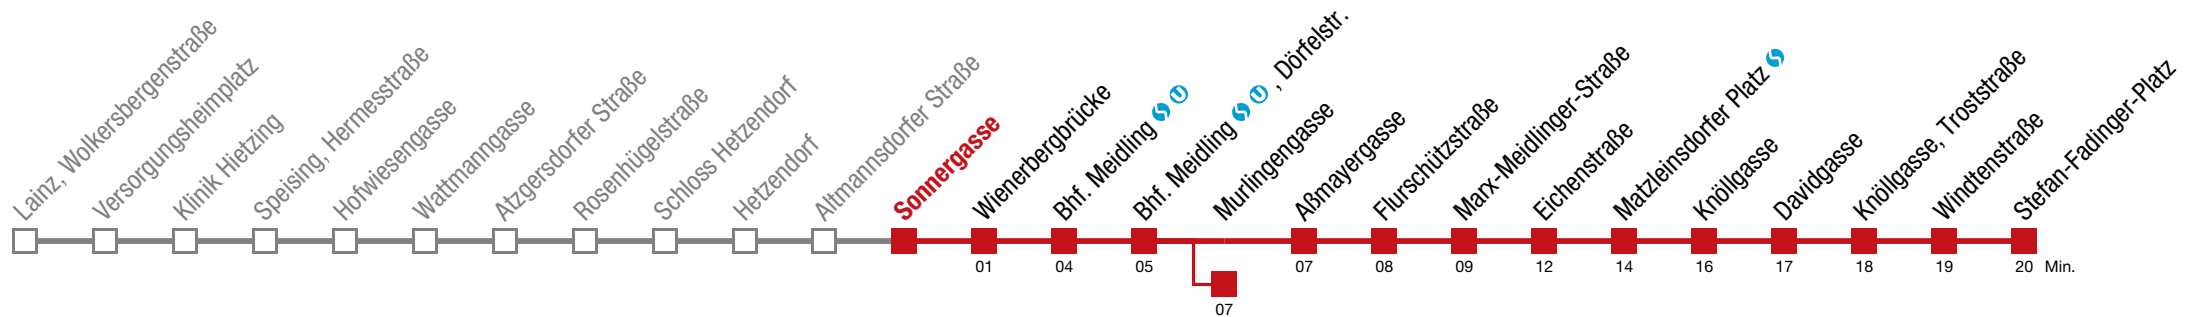 Lainz, Wolkersbergenstraße
Versorgungsheimplatz
Klinik Hietzing
Speising, Hermesstraße
Hofwiesengasse
Wattmanngasse
Atzgersdorfer Straße
Rosenhügelstraße
Schloss Hetzendorf
Hetzendorf
Altmannsdorfer Straße
Sonnergasse
Wienerbergbrücke
Bhf. Meidling S U
Bhf. Meidling S U , Dörfelstr.
Murlingengasse
Aßmayergasse
Flurschützstraße
Marx-Meidlinger-Straße
Eichenstraße
Matzleinsdorfer Platz S
Knöllgasse
Davidgasse
Knöllgasse, Troststraße
Windtenstraße
Stefan-Fadinger-Platz
01 04 05 07 08 09 12 14 16 17 18 19 20 Min.
07